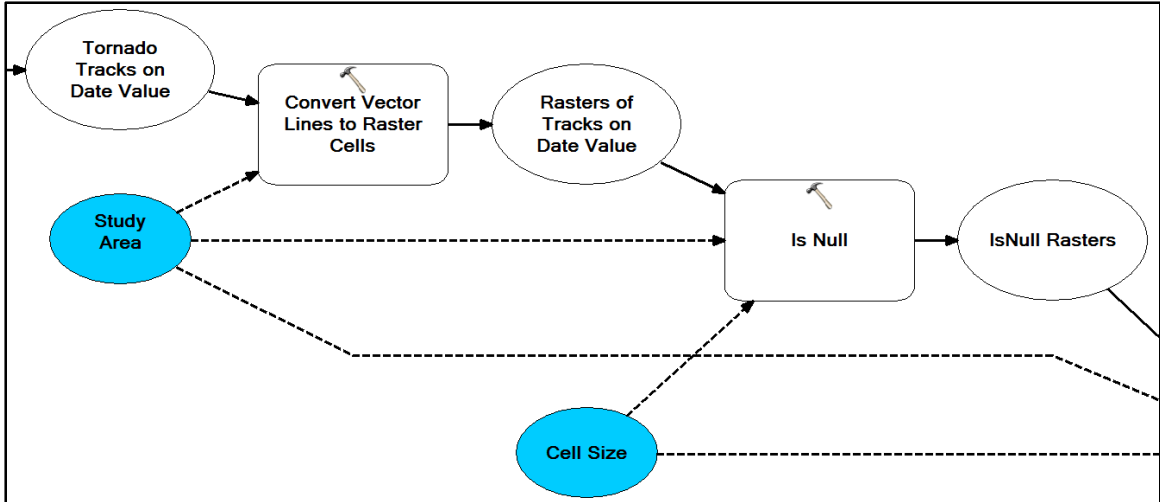 Tornado
Tracks on
Date Value
Convert Vector
Lines to Raster
Cells
Rasters of
Tracks on
Date Value
Study
Area
Is Null
IsNull Rasters
Cell Size